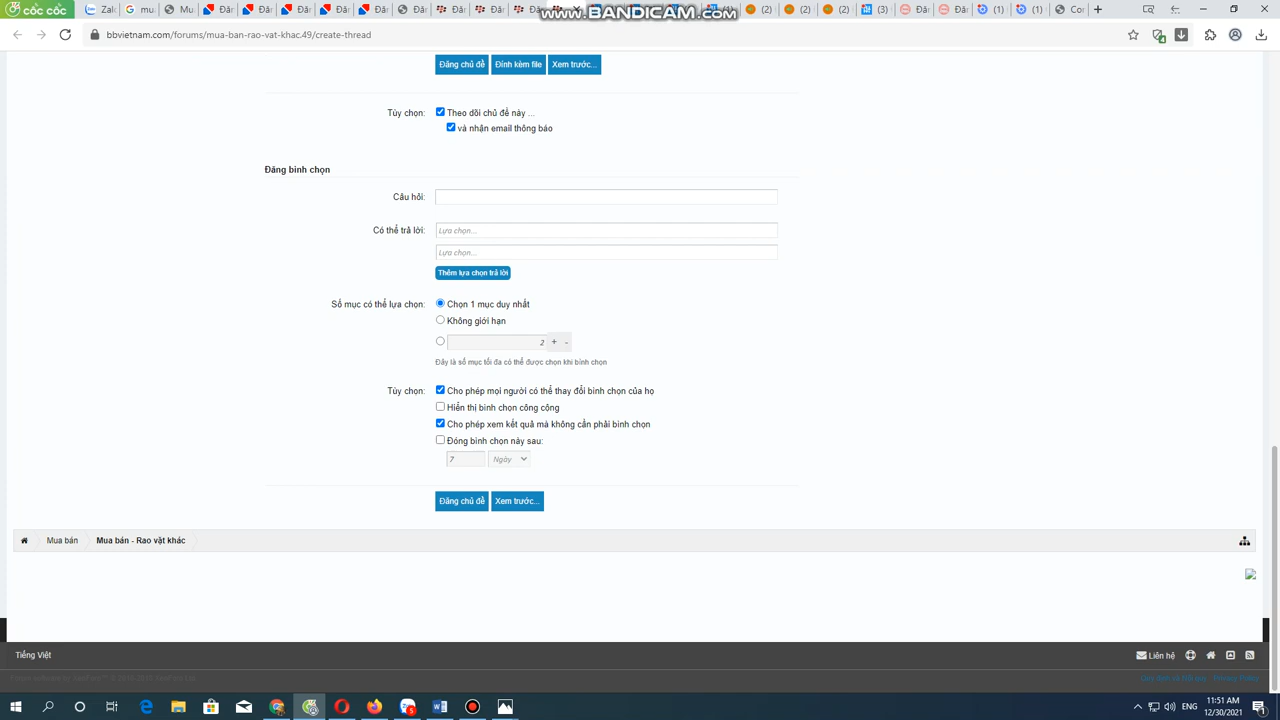 www.BANDICAM.com
bbvietnam.com/forums/mua-ban-rao-vat-khac.49/create-thread
Đăng chủ đề Đính kèm file Xem trước...
Tùy chọn: Theo dõi chủ đề này ...
và nhận email thông báo
Đăng bình chọn
Câu hỏi:
Có thể trả lời: Lựa chọn...
Lựa chọn...
Thêm lựa chọn trả lời
Số mục có thể lựa chọn: Chọn 1 mục duy nhất
Không giới hạn
2 + -
Đây là số mục tối đa có thể được chọn khi bình chọn
Tùy chọn: Cho phép mọi người có thể thay đổi bình chọn của họ
Hiển thị bình chọn công cộng
Cho phép xem kết quả mà không cần phải bình chọn
Đóng bình chọn này sau:
7 Ngày
Đăng chủ đề Xem trước...
Mua bán Mua bán - Rao vặt khác
Tiếng Việt Liên hệ
Quy định và Nội quy Privacy Policy
11:51 AM
12/30/2021